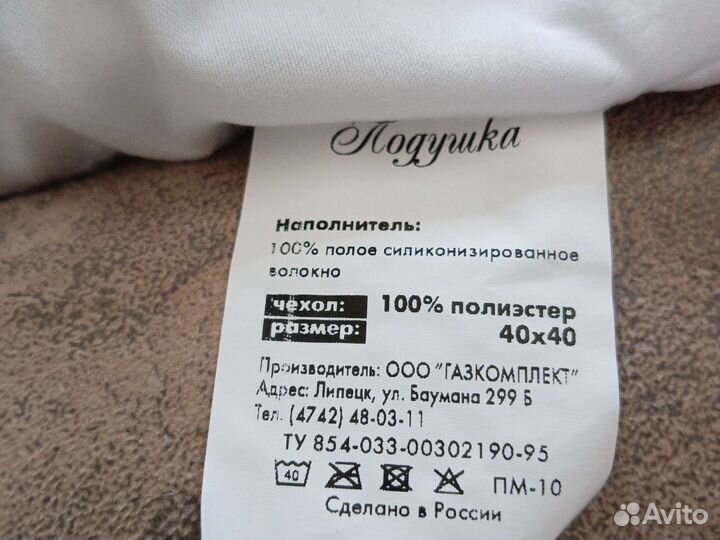 Подушка
Наполнитель:
100% полое силиконизированное
волокно
чехол: 100% полиэстер
размер: 40х40
Производитель: ООО "ГАЗКОМПЛЕКТ"
Адрес: Липецк, ул. Баумана 299 Б
Тел. (4742) 48-03-11
ТУ 854-033-00302190-95
40 ПМ-10
Сделано в России
Avito